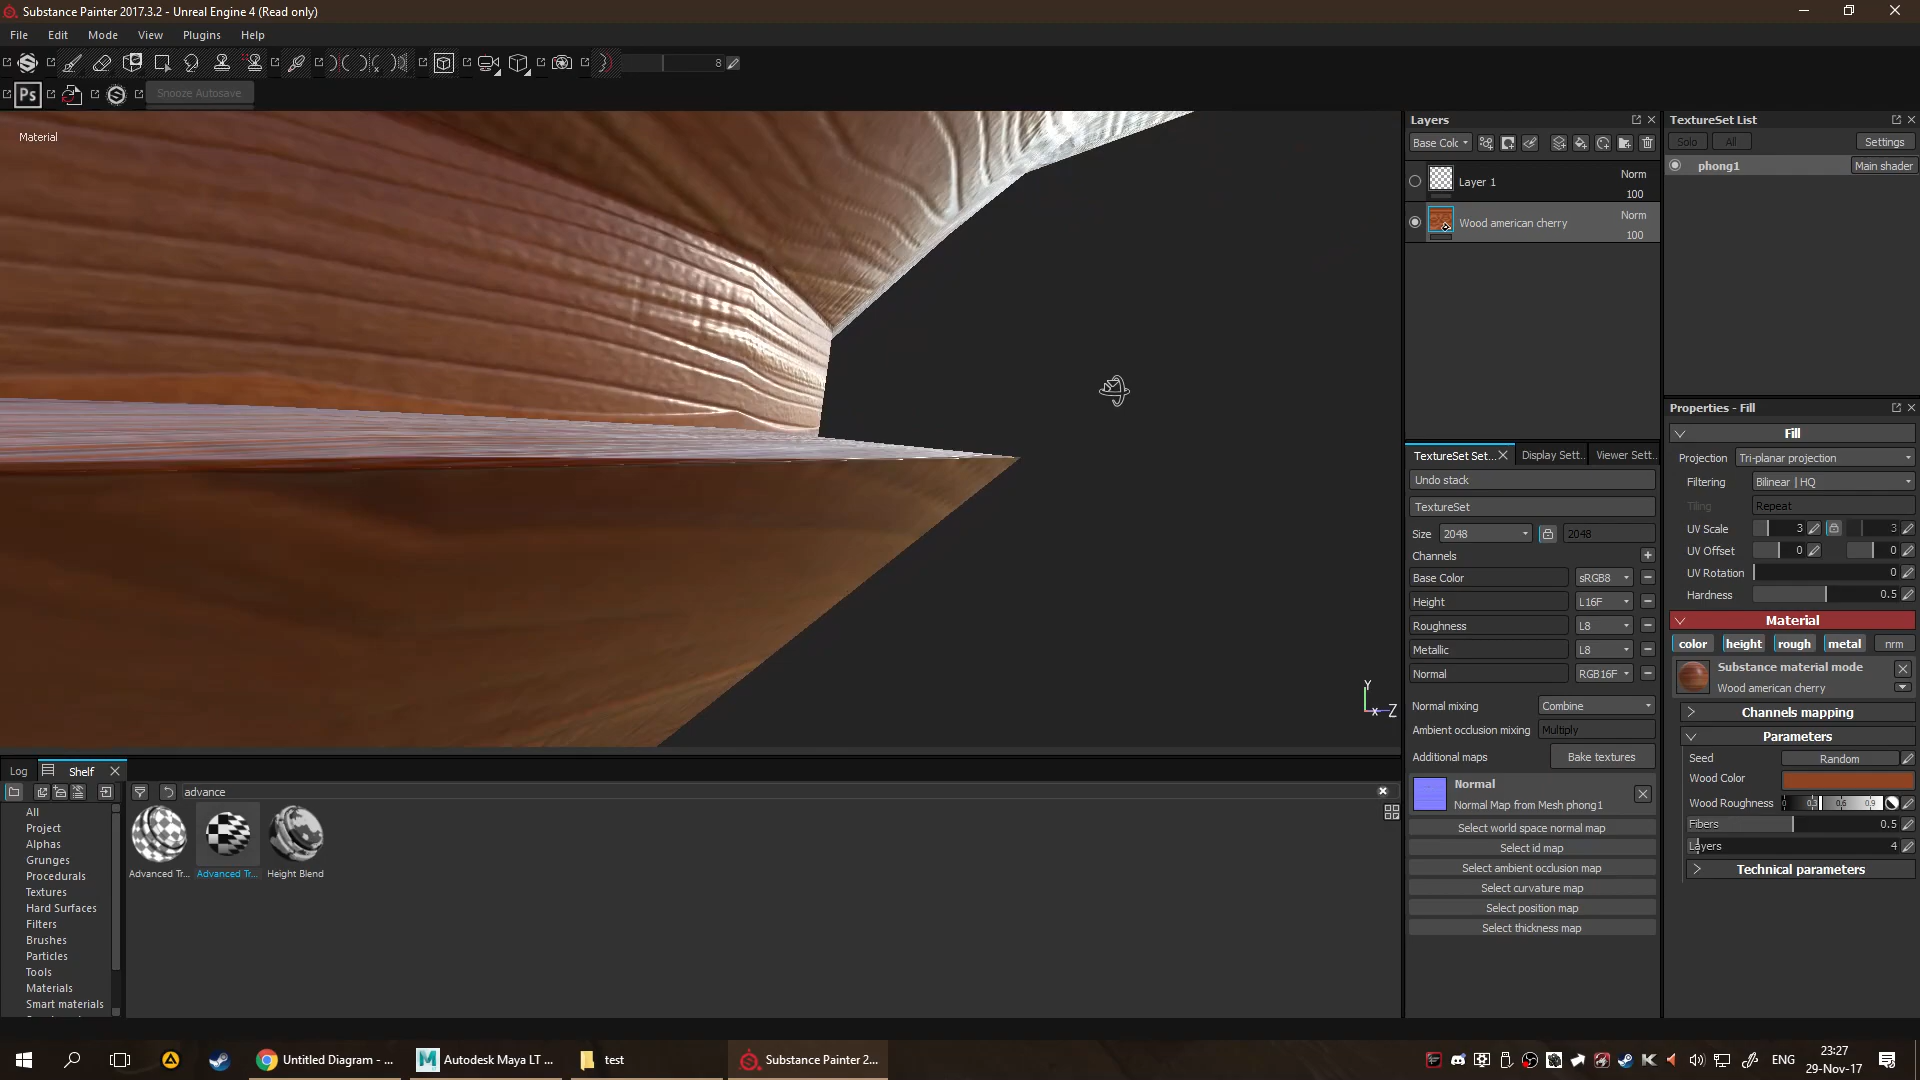 Substance Painter 2017.3.2 - Unreal Engine 4 (Read only)
File Edit Mode View Plugins Help
8
Ps
Snooze Autosave
Material
Y
X Z
Layers
Base Colc
Layer 1
Norm
100
Wood american cherry
Norm
100
TextureSet List
Solo All Settings
phong1 Main shader
TextureSet Set... Display Sett.. Viewer Sett..
Undo stack
TextureSet
Size 2048 2048
Channels
Base Color sRGB8
Height L16F
Roughness L8
Metallic L8
Normal RGB16F
Normal mixing Combine
Ambient occlusion mixing Multiply
Additional maps Bake textures
Normal
Normal Map from Mesh phong1
Select world space normal map
Select id map
Select ambient occlusion map
Select curvature map
Select position map
Select thickness map
Properties - Fill
Fill
Projection Tri-planar projection
Filtering Bilinear | HQ
Tiling Repeat
UV Scale 3 3
UV Offset 0 0
UV Rotation 0
Hardness 0.5
Material
color height rough metal nrm
Substance material mode
Wood american cherry
Channels mapping
Parameters
Seed Random
Wood Color
Wood Roughness 0.3 0.6 0.9
Fibers 0.5
Layers 4
Technical parameters
Log Shelf
advance
All
Project
Alphas
Grunges
Procedurals
Textures
Hard Surfaces
Filters
Brushes
Particles
Tools
Materials
Smart materials
Advanced Tr... Advanced Tr... Height Blend
Untitled Diagram - ... Autodesk Maya LT ... test Substance Painter 2...
ENG
23:27
29-Nov-17